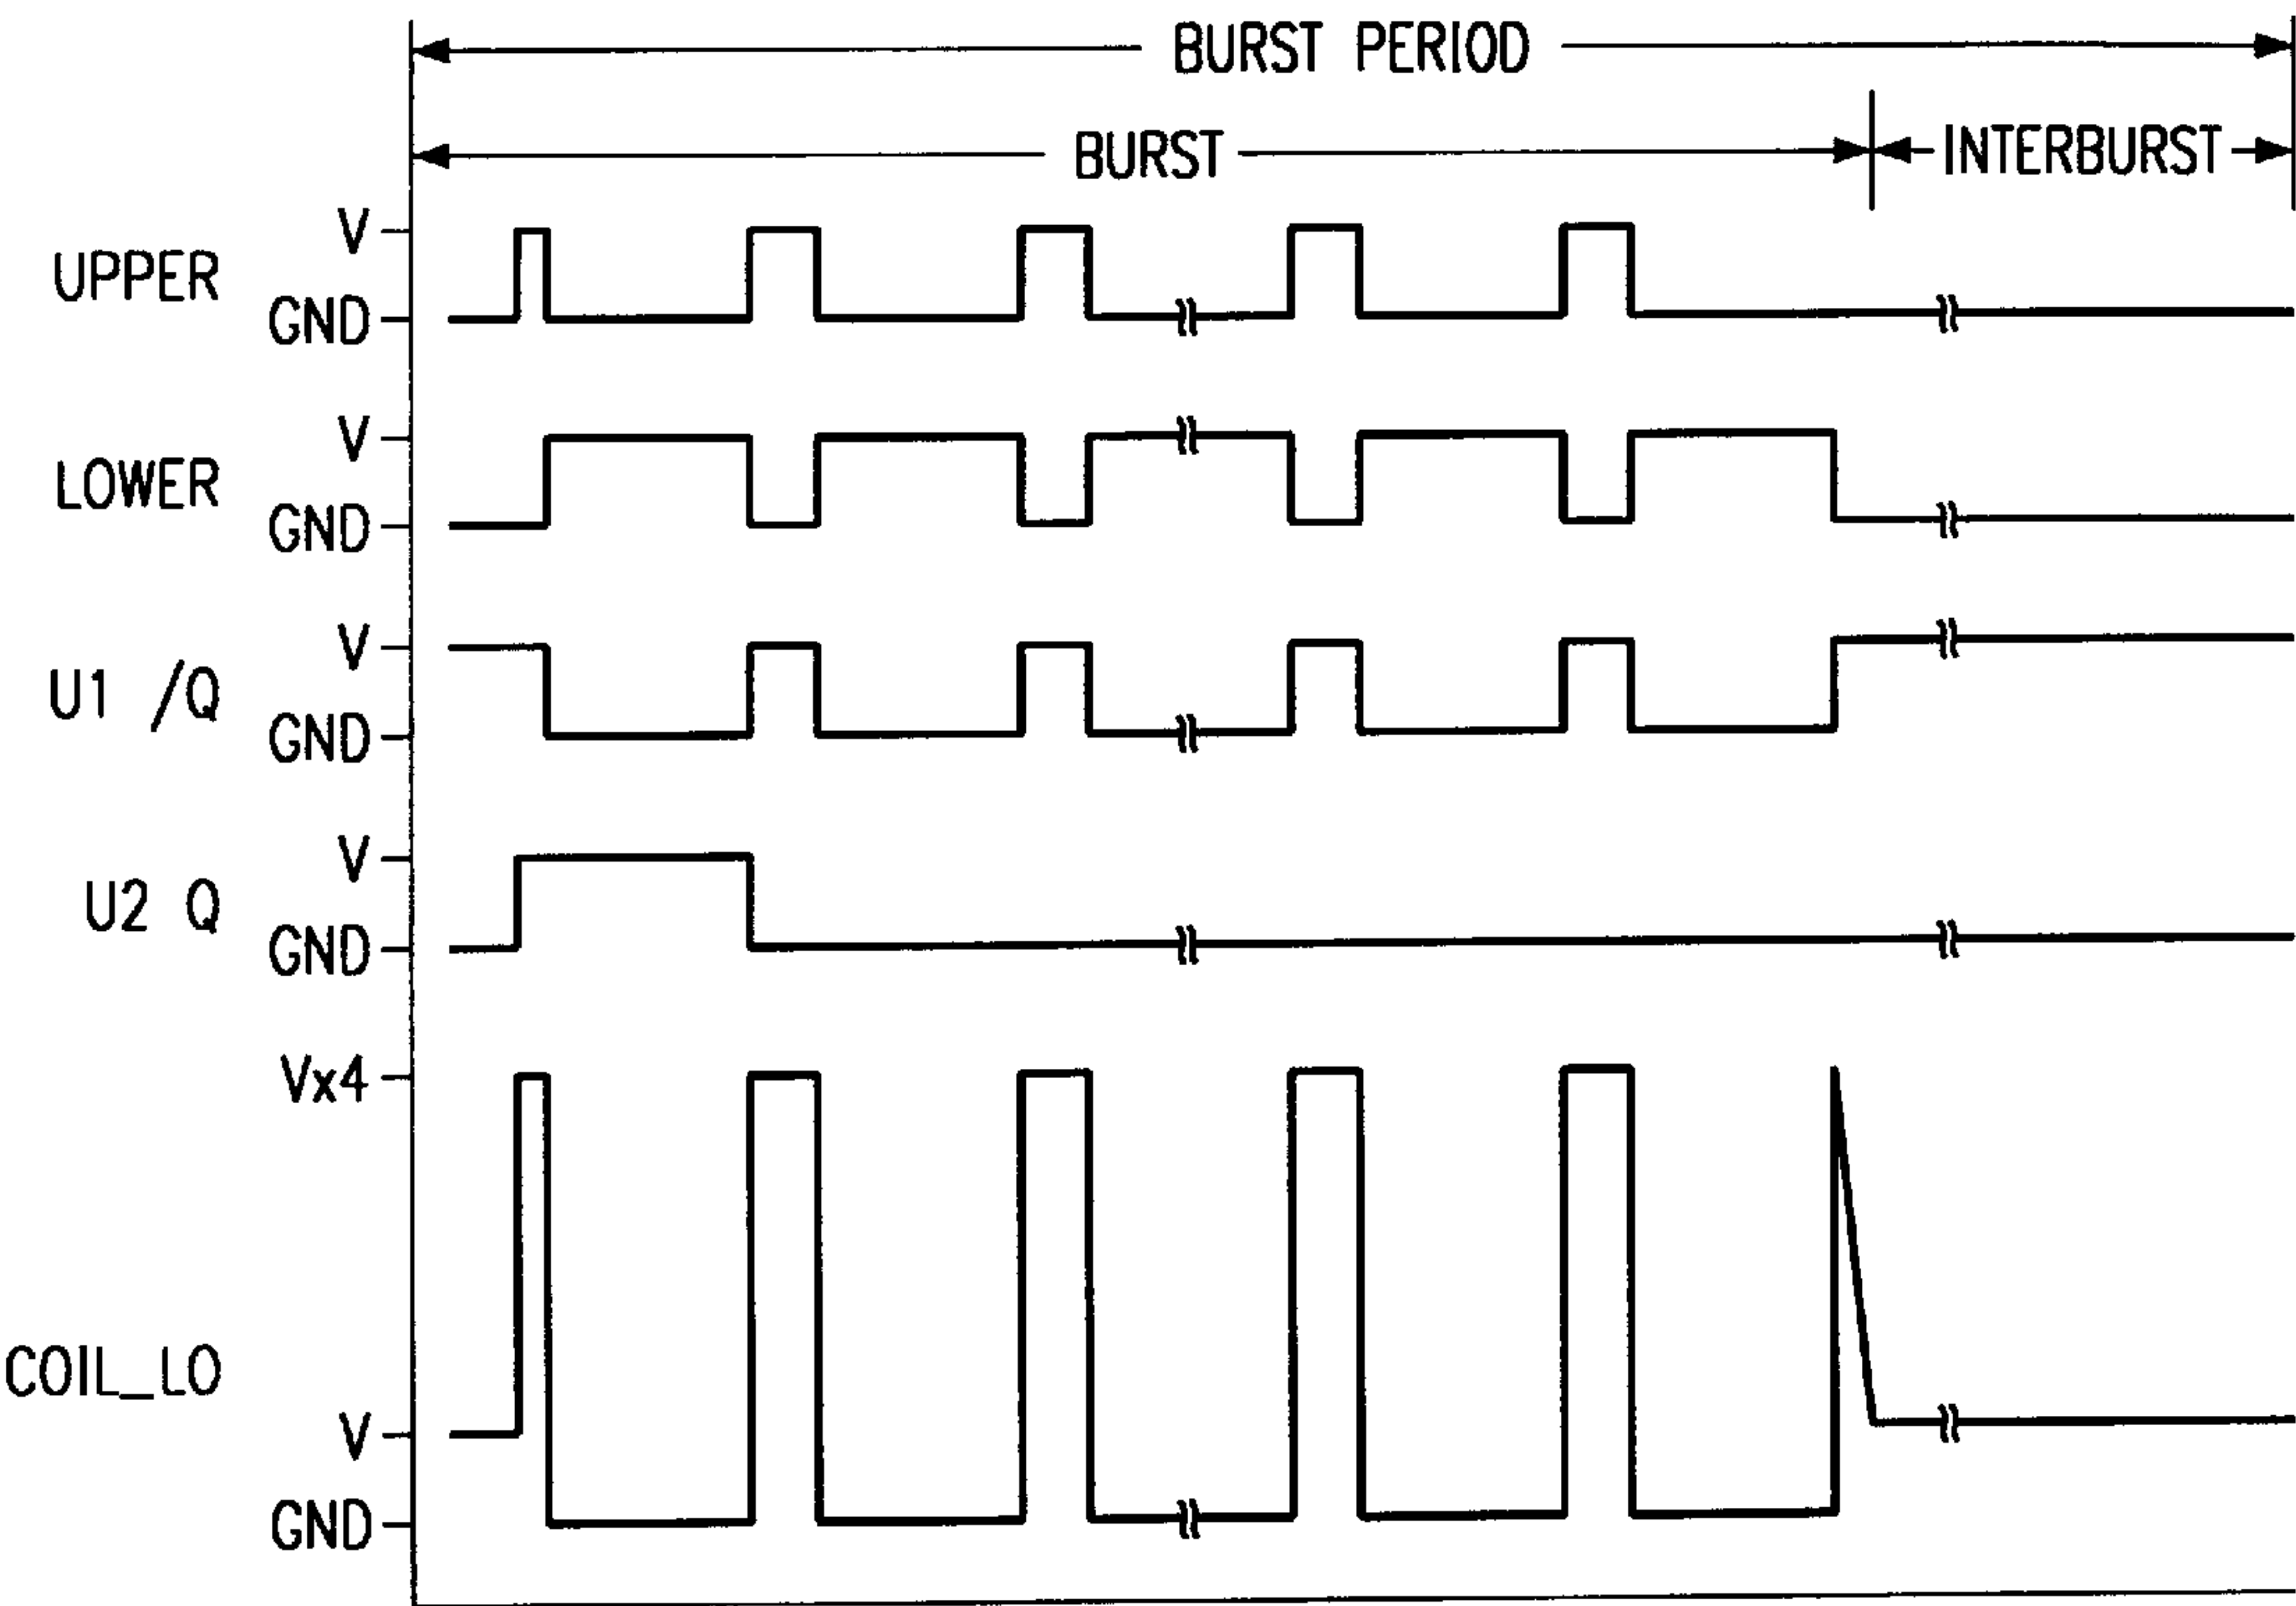 BURST PERIOD
BURST
INTERBURST
V
UPPER
GND
V
LOWER
GND
V
U1 /Q
GND
V
U2 Q
GND
Vx4
COIL_LO
V
GND